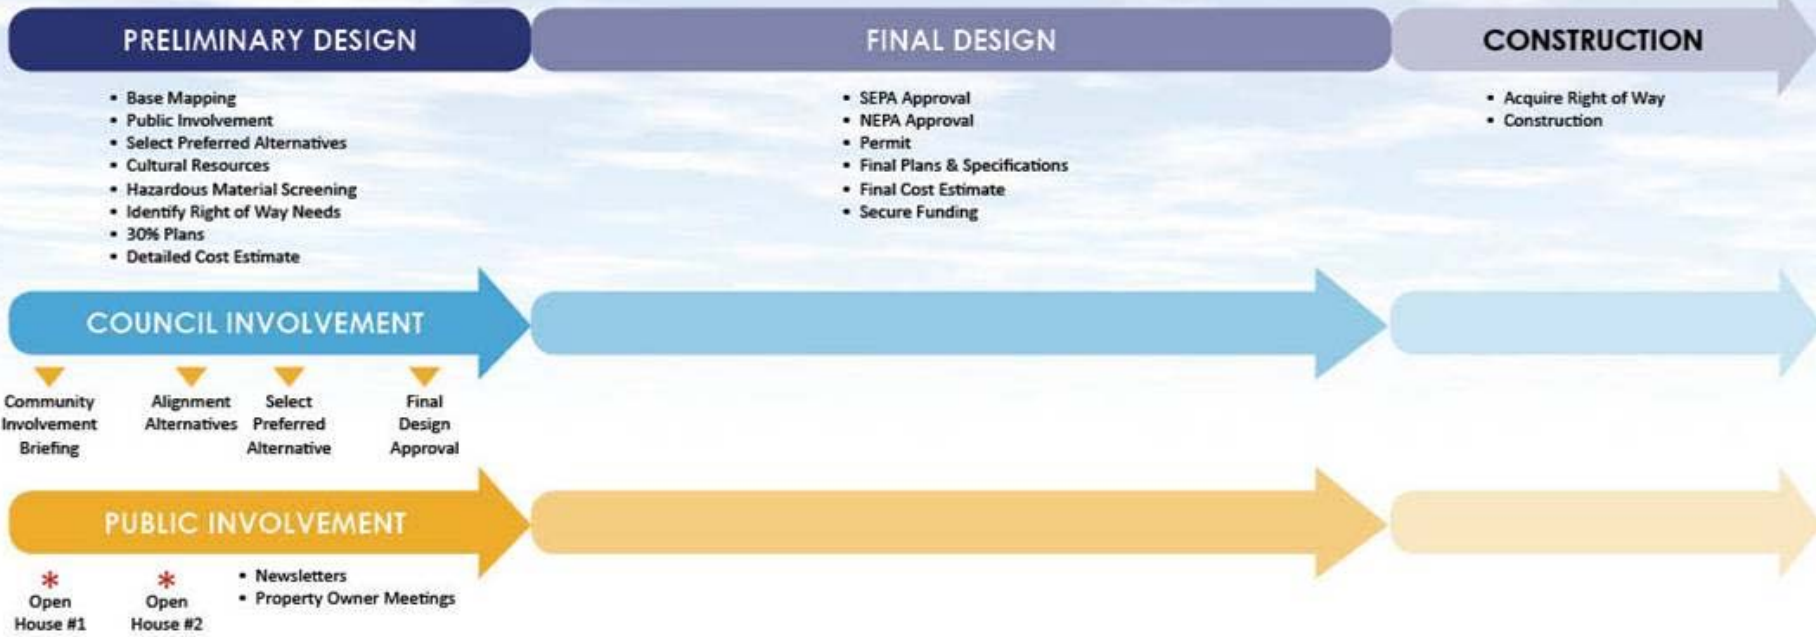 PRELIMINARY DESIGN
• Base Mapping
• Public Involvement
• Select Preferred Alternatives
• Cultural Resources
• Hazardous Material Screening
• Identify Right of Way Needs
• 30% Plans
• Detailed Cost Estimate
FINAL DESIGN
• SEPA Approval
• NEPA Approval
• Permit
• Final Plans & Specifications
• Final Cost Estimate
• Secure Funding
CONSTRUCTION
• Acquire Right of Way
• Construction
COUNCIL INVOLVEMENT
Community
Involvement
Briefing
Alignment
Alternatives
Select
Preferred
Alternative
Final
Design
Approval
PUBLIC INVOLVEMENT
*
Open
House #1
*
Open
House #2
• Newsletters
• Property Owner Meetings